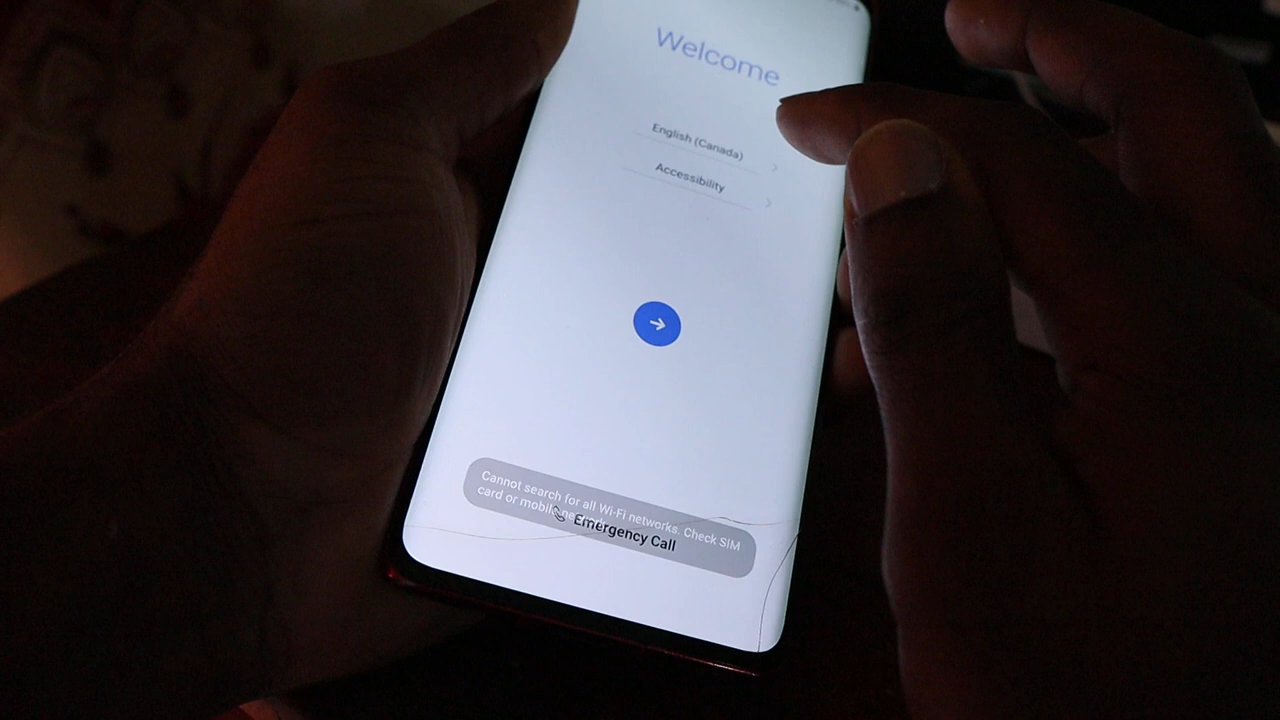 Welcome
English (Canada)
Accessibility
Cannot search for all Wi-Fi networks. Check SIM
card or mobile
Emergency Call